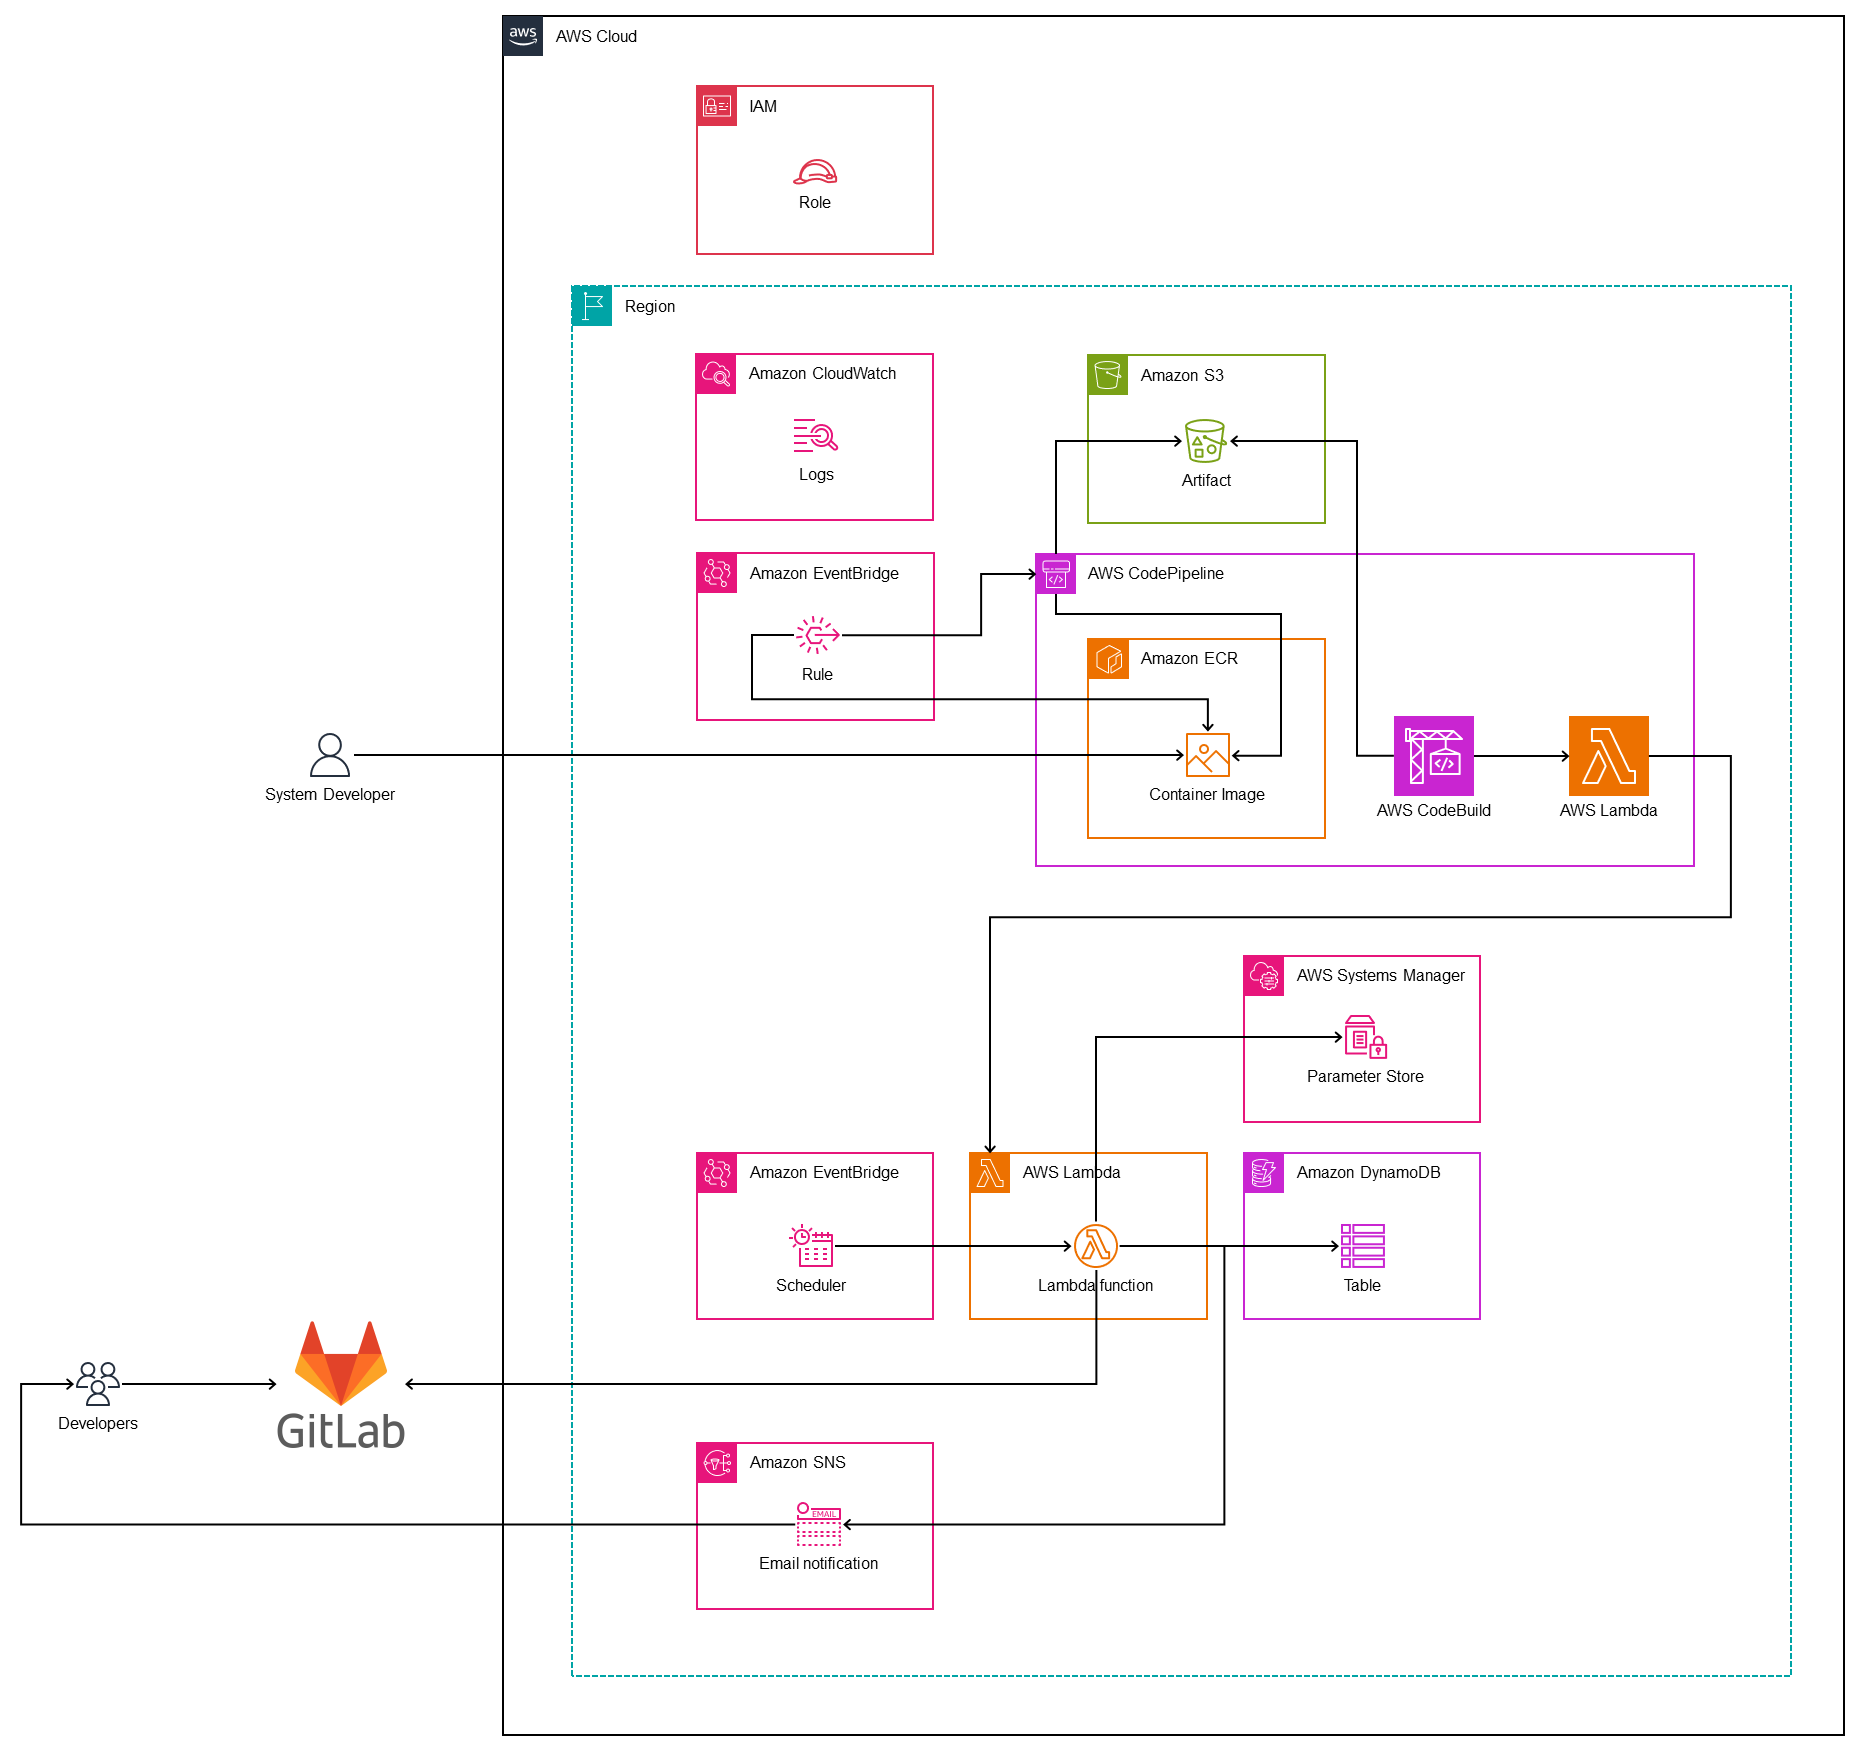 aws
AWS Cloud
IAM
Role
Region
Amazon CloudWatch
Logs
Amazon S3
Artifact
Amazon EventBridge
Rule
AWS CodePipeline
Amazon ECR
Container Image
AWS CodeBuild
AWS Lambda
System Developer
AWS Systems Manager
Parameter Store
Amazon EventBridge
Scheduler
AWS Lambda
Lambda function
Amazon DynamoDB
Table
Developers
GitLab
Amazon SNS
EMAIL
Email notification